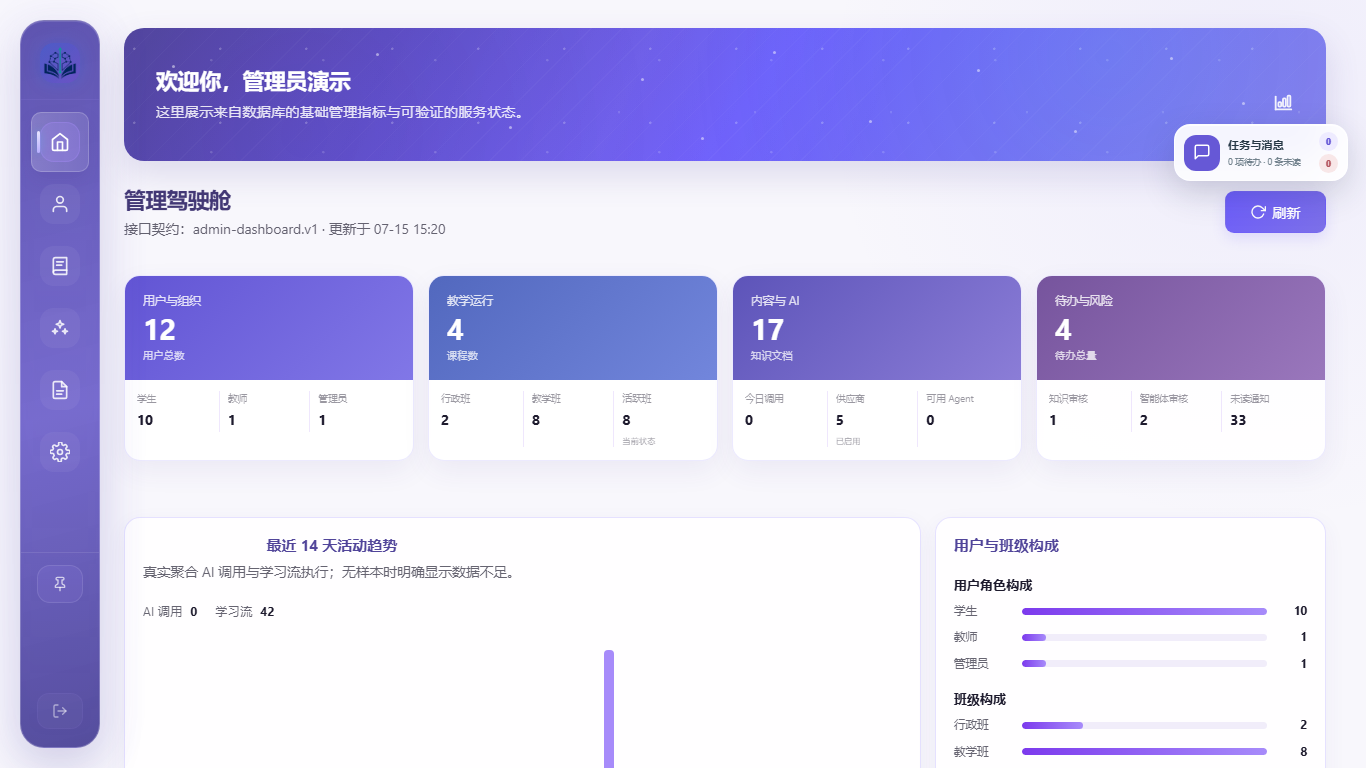 欢迎你，管理员演示
这里展示来自数据库的基础管理指标与可验证的服务状态。
任务与消息
0
0 项待办 · 0 条未读
0
管理驾驶舱
接口契约：admin-dashboard.v1 · 更新于 07-15 15:20
刷新
用户与组织
12
用户总数
学生
10
教师
1
管理员
1
教学运行
4
课程数
行政班
2
教学班
8
活跃班
8
当前状态
内容与 AI
17
知识文档
今日调用
0
供应商
5
已启用
可用 Agent
0
待办与风险
4
待办总量
知识审核
1
智能体审核
2
未读通知
33
最近 14 天活动趋势
真实聚合 AI 调用与学习流执行；无样本时明确显示数据不足。
AI 调用 0 学习流 42
用户与班级构成
用户角色构成
学生 10
教师 1
管理员 1
班级构成
行政班 2
教学班 8